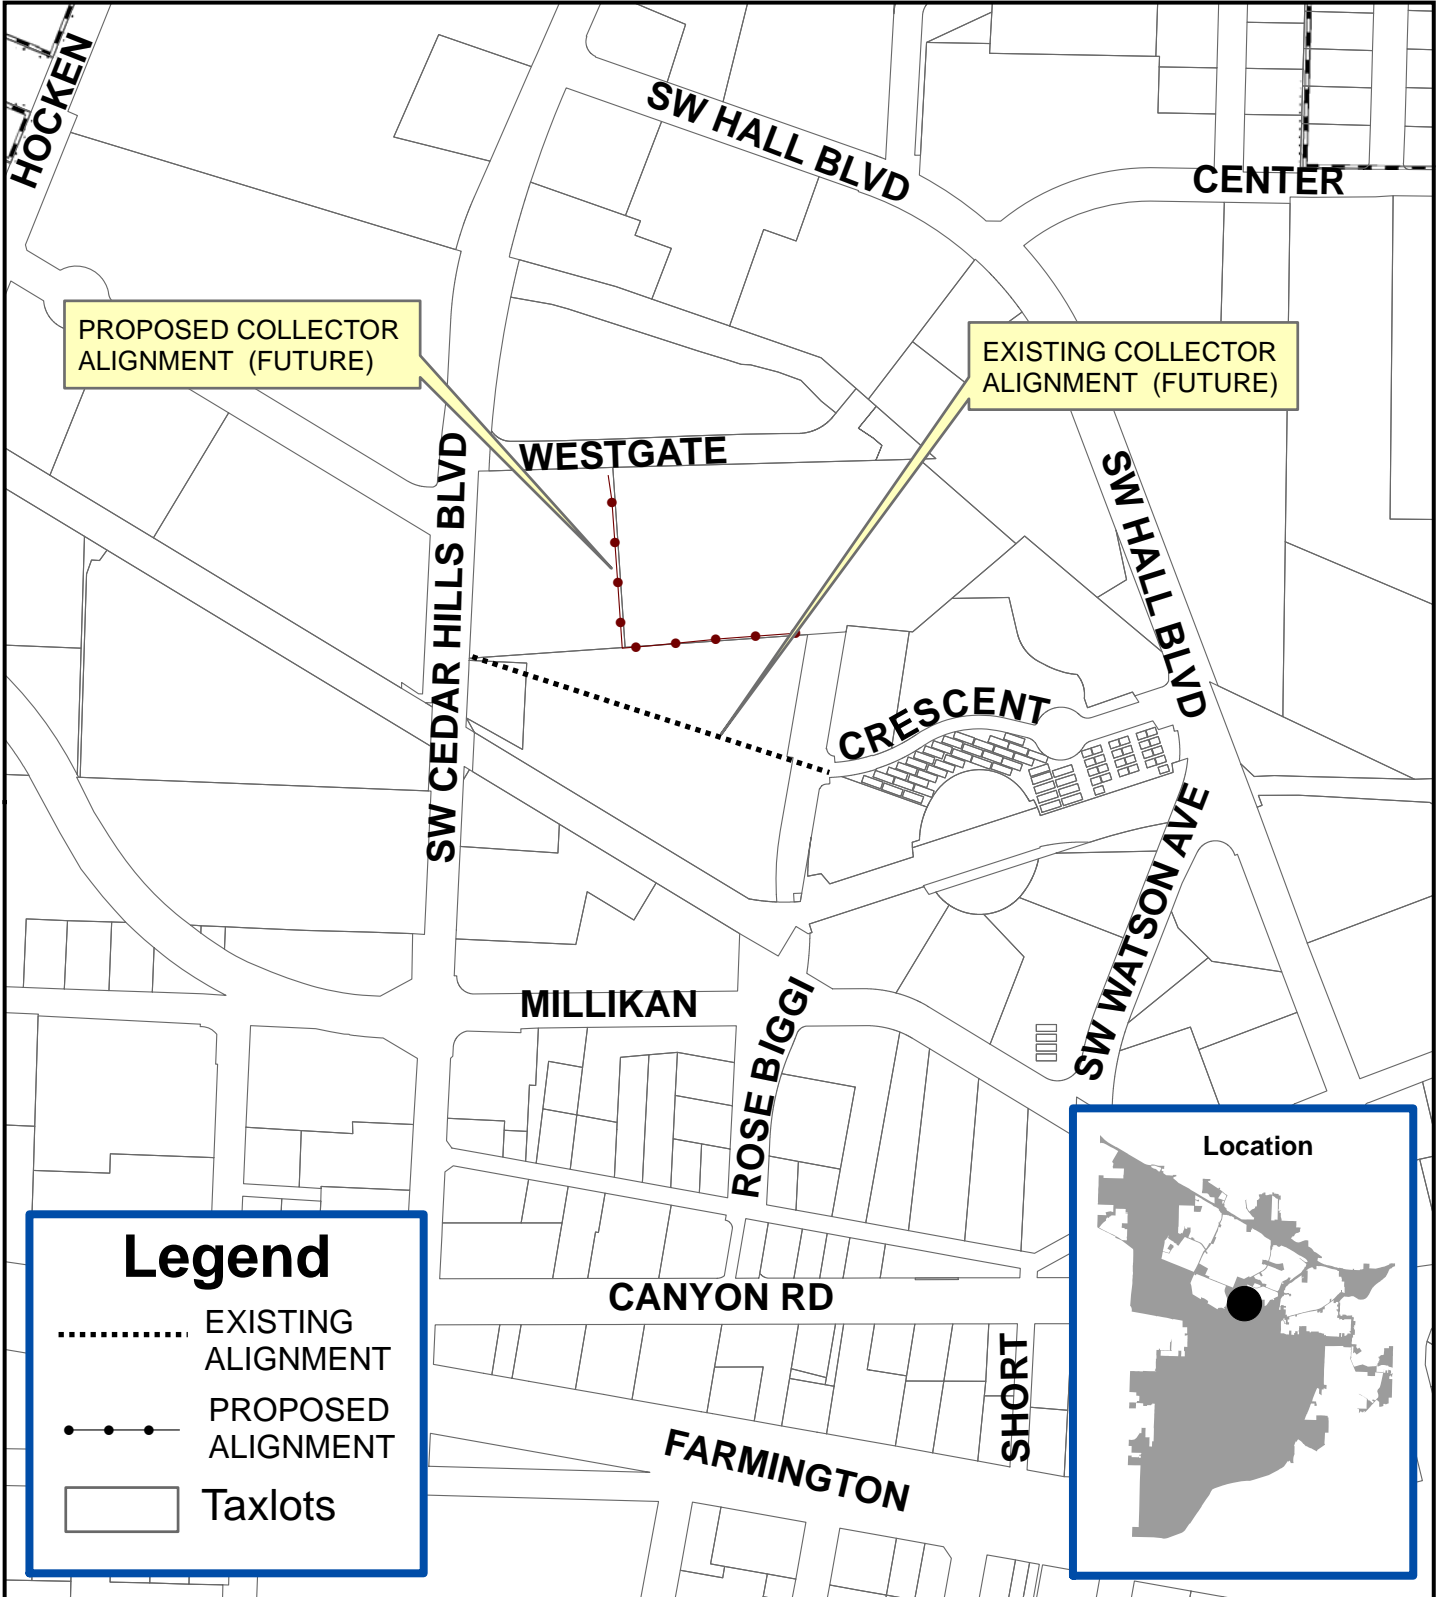 HOCKEN
SW HALL BLVD
CENTER
PROPOSED COLLECTOR
ALIGNMENT (FUTURE)
EXISTING COLLECTOR
ALIGNMENT (FUTURE)
WESTGATE
SW CEDAR HILLS BLVD
SW HALL BLVD
CRESCENT
SW WATSON AVE
MILLIKAN
ROSE BIGGI
CANYON RD
SHORT
FARMINGTON
Legend
EXISTING
ALIGNMENT
PROPOSED
ALIGNMENT
Taxlots
Location